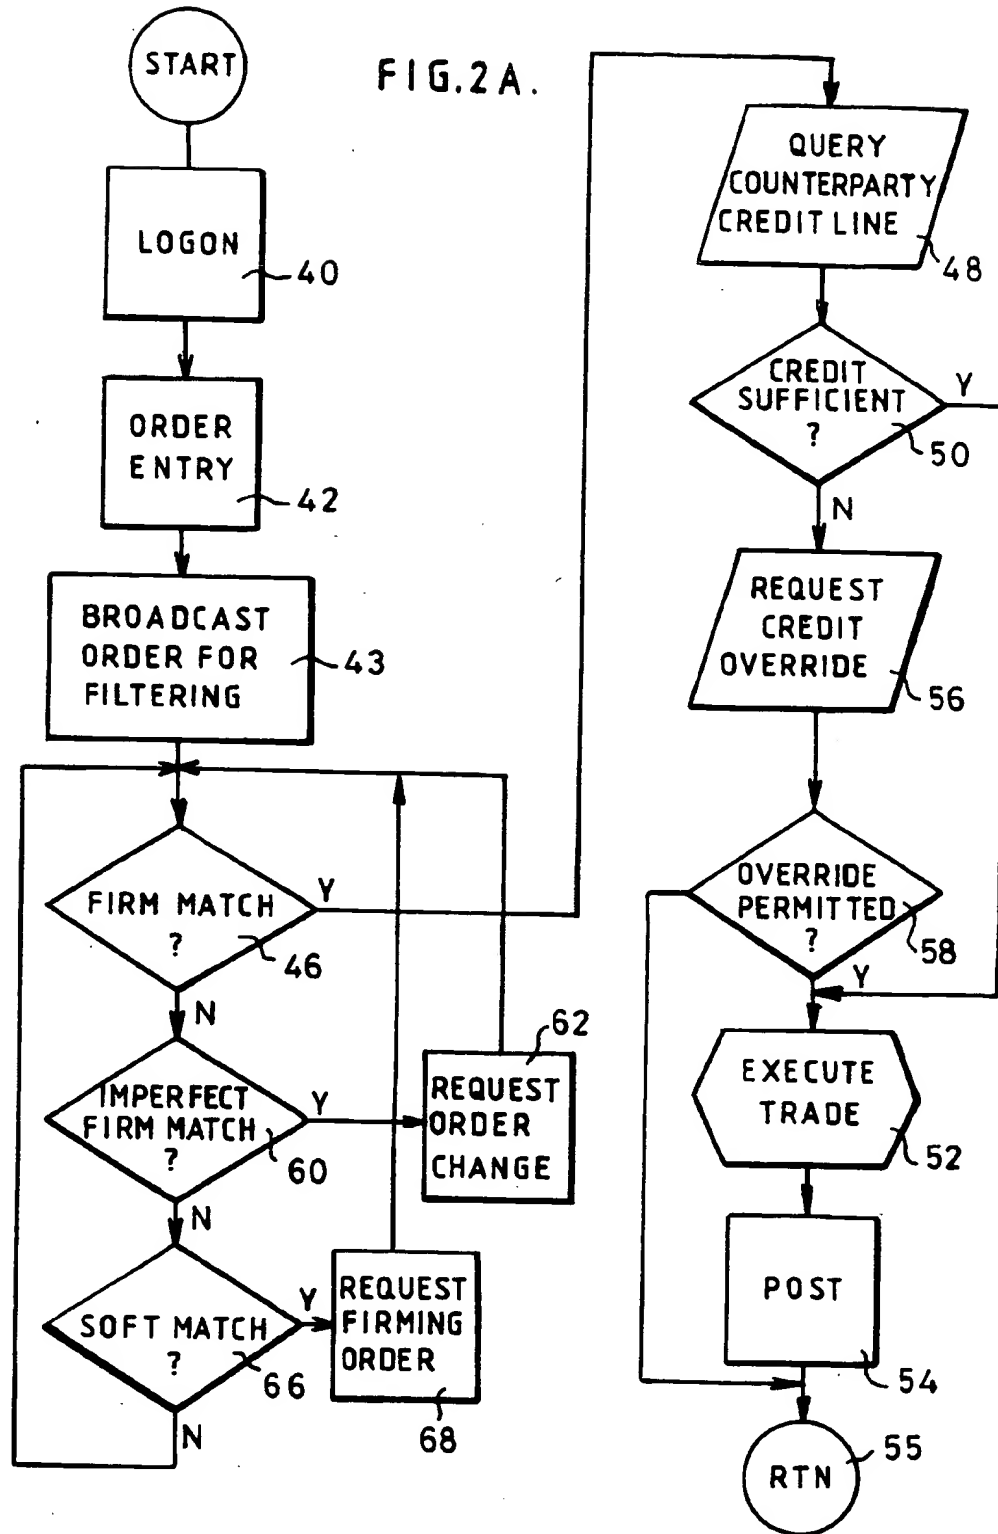 START
FIG.2A.
LOGON
40
ORDER
ENTRY
42
BROADCAST
ORDER FOR
FILTERING
43
FIRM MATCH
?
46
Y
N
IMPERFECT
FIRM MATCH
?
60
Y
N
62
REQUEST
ORDER
CHANGE
SOFT MATCH
?
66
Y
N
REQUEST
FIRMING
ORDER
68
QUERY
COUNTERPARTY
CREDIT LINE
48
CREDIT
SUFFICIENT
?
50
Y
N
REQUEST
CREDIT
OVERRIDE
56
OVERRIDE
PERMITTED
?
58
Y
EXECUTE
TRADE
52
POST
54
RTN
55